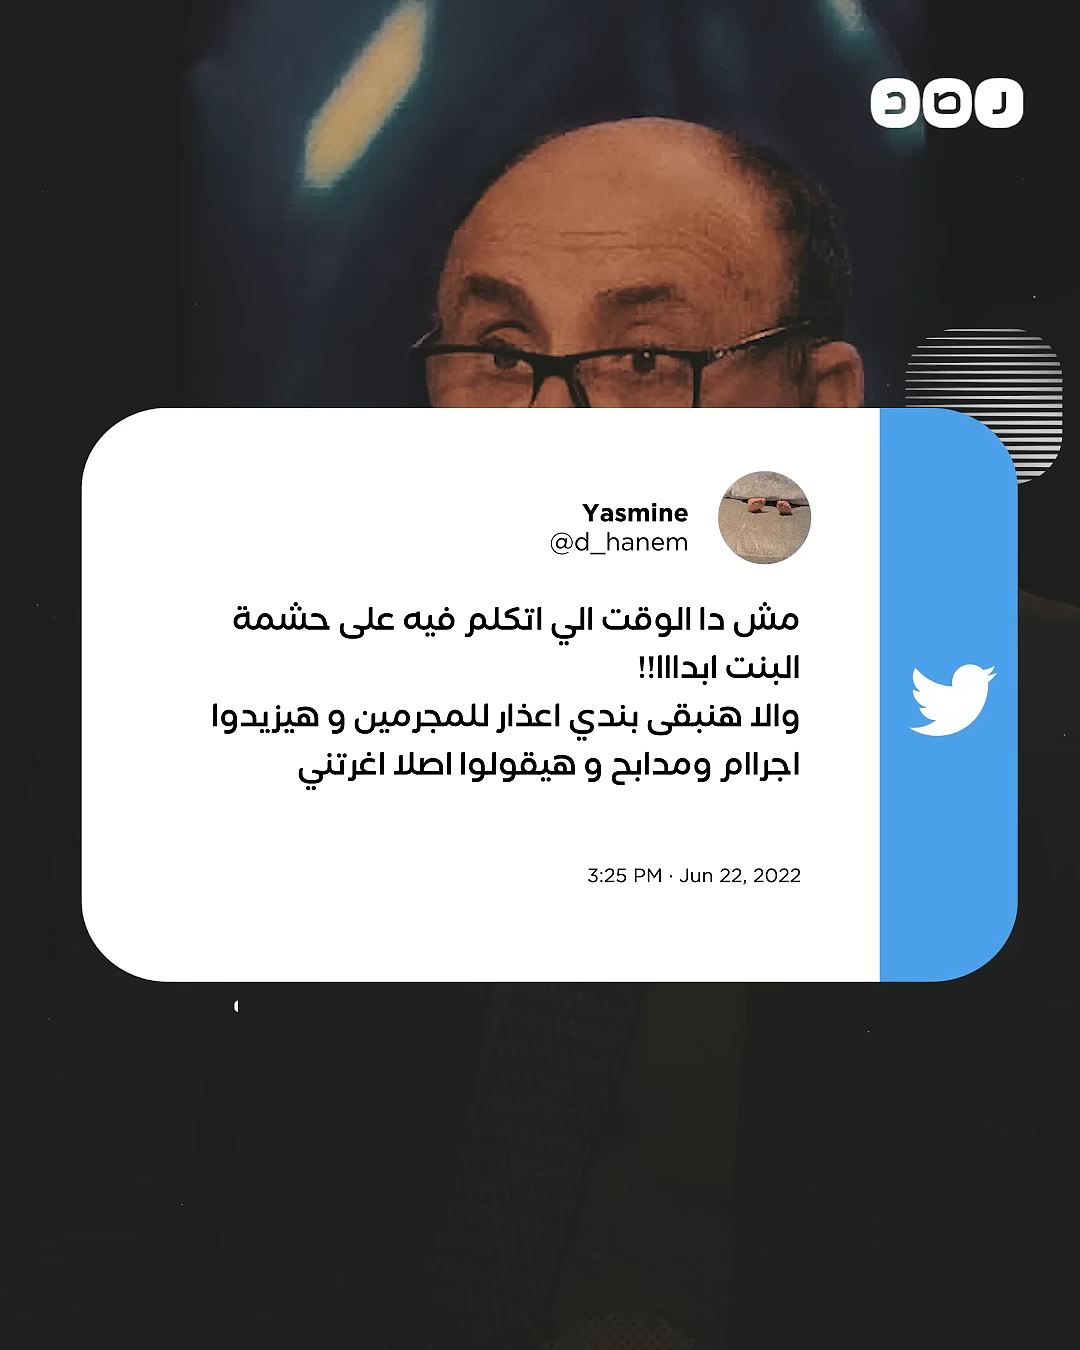 رصد
Yasmine
@d_hanem
مش دا الوقت الي اتكلم فيه على حشمة
البنت ابدااا!!
والا هنبقى بندي اعذار للمجرمين و هيزيدوا
اجراام ومدابح و هيقولوا اصلا اغرتني
3:25 PM · Jun 22, 2022